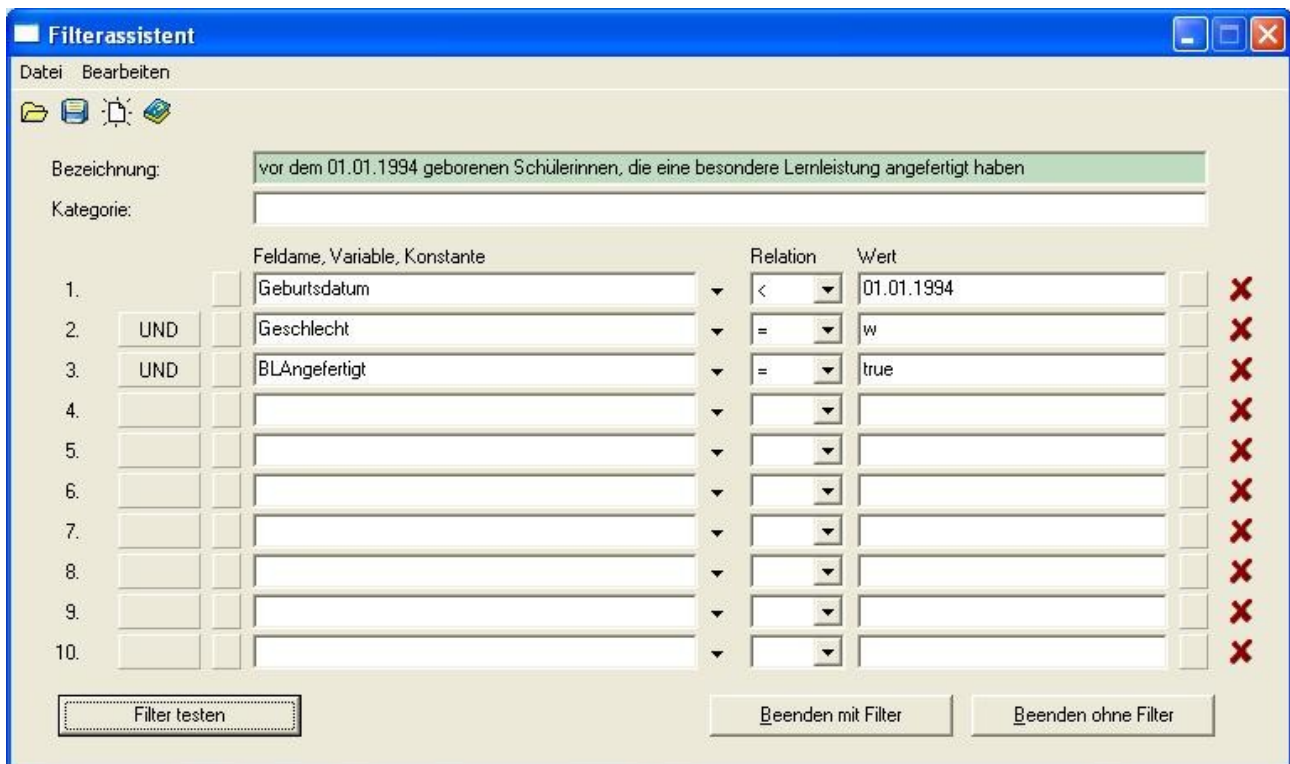 Filterassistent
Datei Bearbeiten
Bezeichnung: vor dem 01.01.1994 geborenen Schülerinnen, die eine besondere Lernleistung angefertigt haben
Kategorie:
Feldame, Variable, Konstante Relation Wert
1. Geburtsdatum < 01.01.1994
2. UND Geschlecht = w
3. UND BLAngefertigt = true
4.
5.
6.
7.
8.
9.
10.
Filter testen Beenden mit Filter Beenden ohne Filter